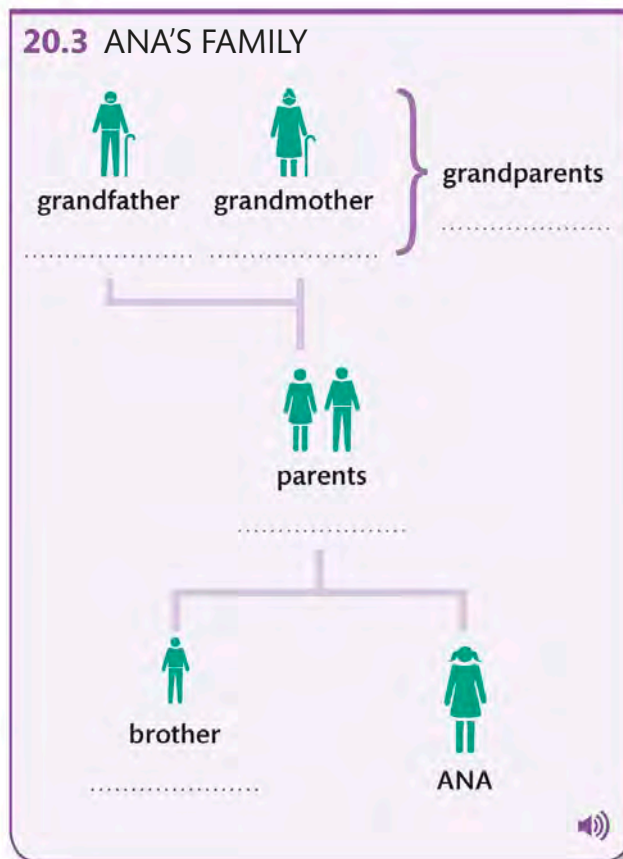 20.3 ANA'S FAMILY
grandfather grandmother grandparents
parents
brother
ANA